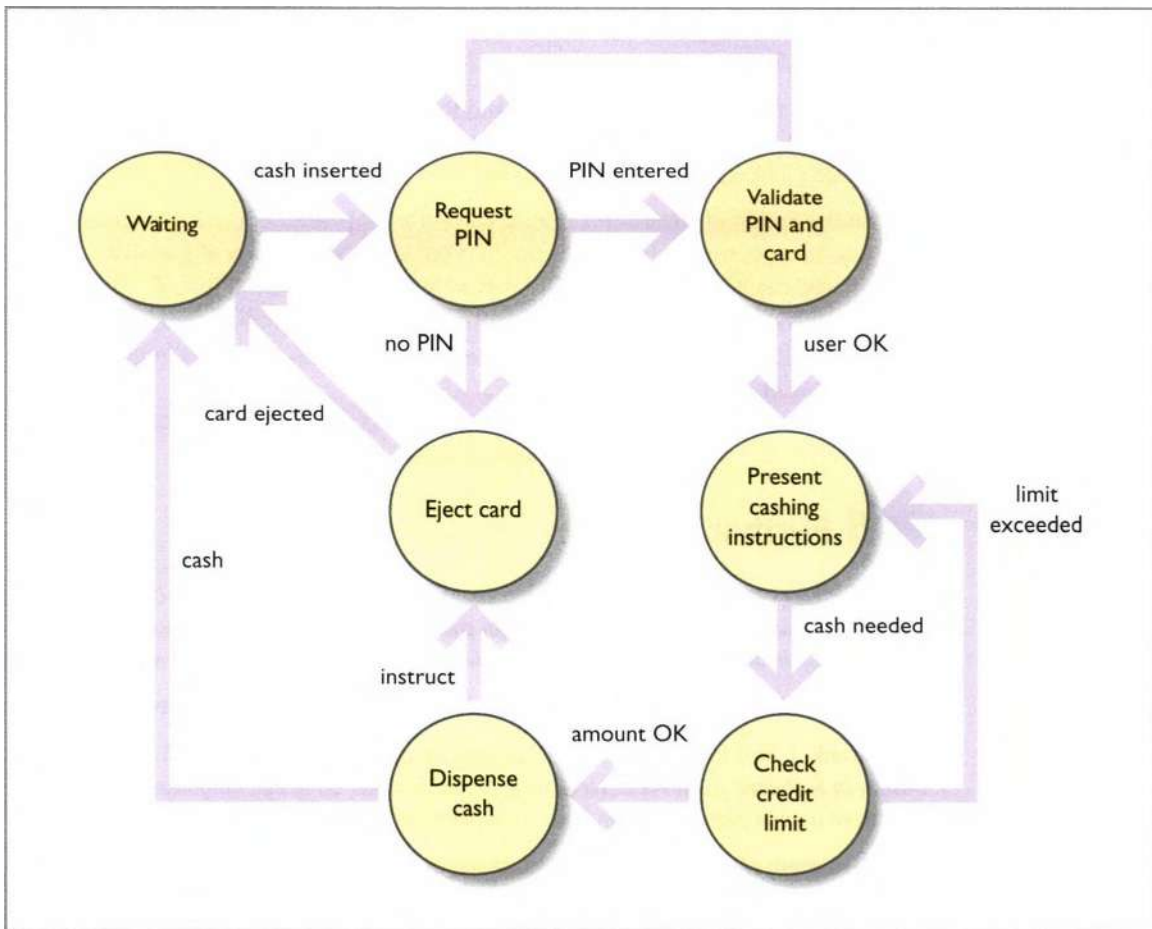 cash inserted
PIN entered
Waiting
Request
PIN
Validate
PIN and
card
no PIN
user OK
card ejected
Eject card
Present
cashing
instructions
limit
exceeded
cash
cash needed
instruct
amount OK
Dispense
cash
Check
credit
limit